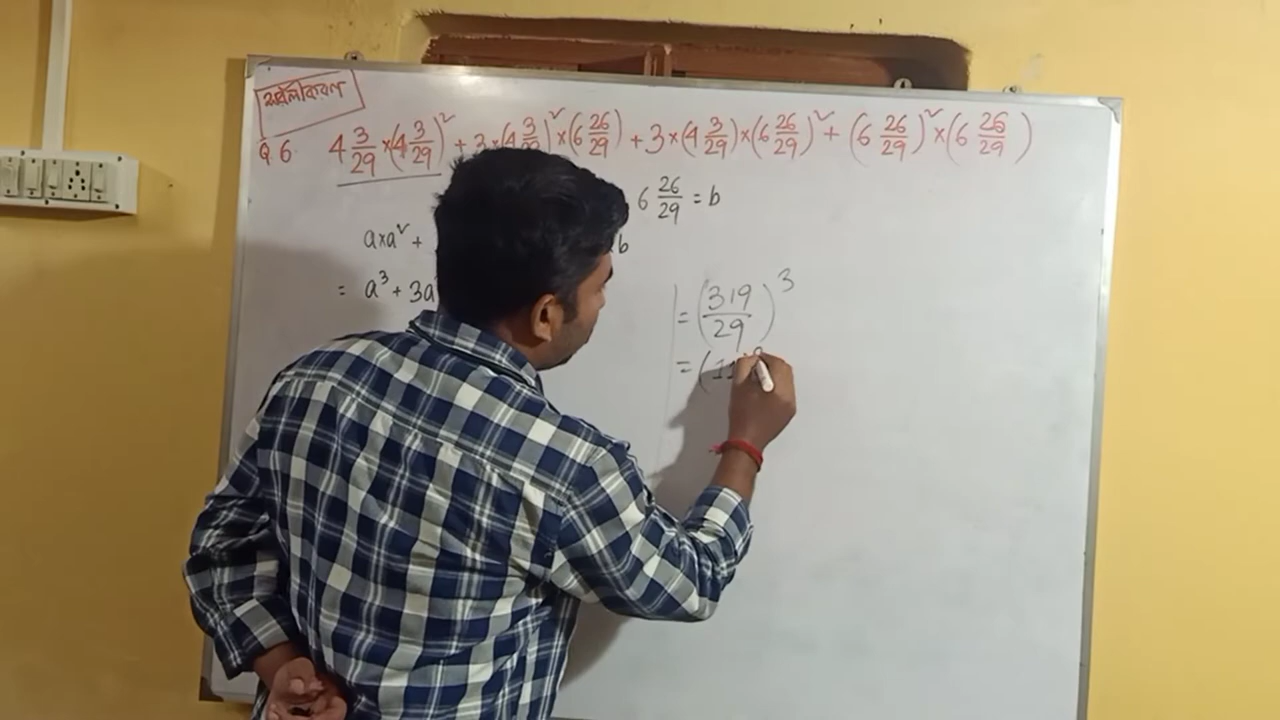 সরলীকরণ
Q. 6 4 3/29 ×(4 3/29)² + 3×(4 3/29)²×(6 26/29) + 3×(4 3/29)×(6 26/29)² + (6 26/29)²×(6 26/29)
6 26/29 = b
a×a² + b
= a³ + 3a
= (319/29)³
= (11